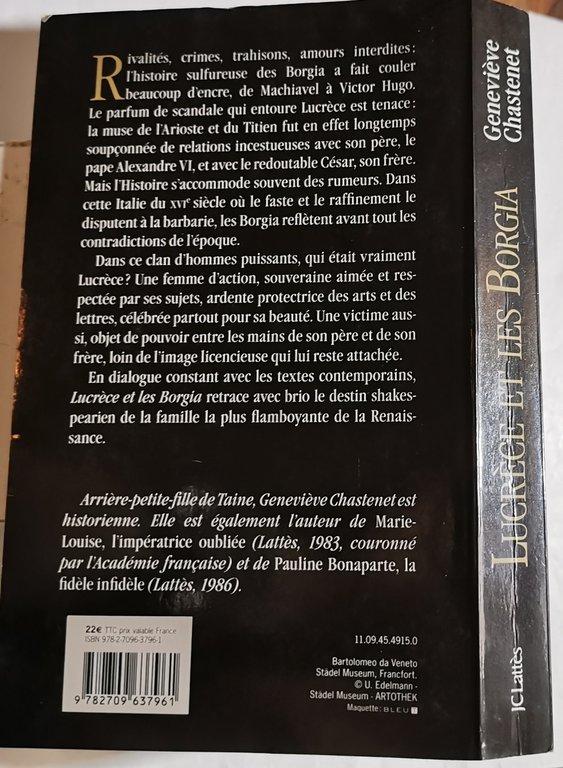 Rivalités, crimes, trahisons, amours interdites :
l'histoire sulfureuse des Borgia a fait couler
beaucoup d'encre, de Machiavel à Victor Hugo.
Le parfum de scandale qui entoure Lucrèce est tenace :
la muse de l'Arioste et du Titien fut en effet longtemps
soupçonnée de relations incestueuses avec son père, le
pape Alexandre VI, et avec le redoutable César, son frère.
Mais l'Histoire s'accommode souvent des rumeurs. Dans
cette Italie du XVIe siècle où le faste et le raffinement le
disputent à la barbarie, les Borgia reflètent avant tout les
contradictions de l'époque.
Dans ce clan d'hommes puissants, qui était vraiment
Lucrèce ? Une femme d'action, souveraine aimée et res-
pectée par ses sujets, ardente protectrice des arts et des
lettres, célébrée partout pour sa beauté. Une victime aus-
si, objet de pouvoir entre les mains de son père et de son
frère, loin de l'image licencieuse qui lui reste attachée.
En dialogue constant avec les textes contemporains,
Lucrèce et les Borgia retrace avec brio le destin shakes-
pearien de la famille la plus flamboyante de la Renais-
sance.
Arrière-petite-fille de Taine, Geneviève Chastenet est
historienne. Elle est également l'auteur de Marie-
Louise, l'impératrice oubliée (Lattès, 1983, couronné
par l'Académie française) et de Pauline Bonaparte, la
fidèle infidèle (Lattès, 1986).
22€ TTC prix valable France
ISBN 978-2-7096-3796-1
9 782709 637961
11.09.45.4915.0
Bartolomeo da Veneto
Städel Museum, Francfort.
© U. Edelmann -
Städel Museum - ARTOTHEK
Maquette : BLEU T
Geneviève
Chastenet
LUCRÈCE ET LES BORGIA
JC Lattès